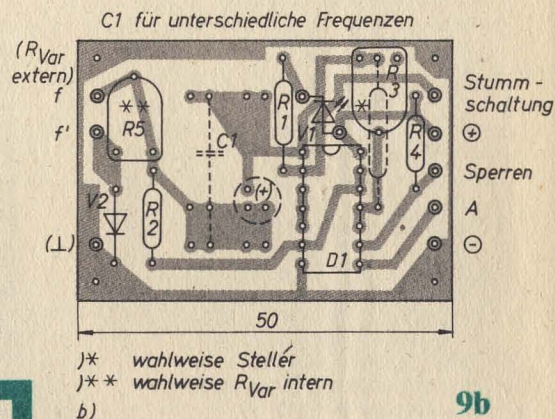 C1 für unterschiedliche Frequenzen
(RVar
extern)
f
f'
(⊥)
R5
**
V2
R2
C1
(+)
R1
V1
*
R3
R4
D1
Stumm-
schaltung
⊕
Sperren
A
⊖
50
)* wahlweise Steller
)** wahlweise RVar intern
b)
9b